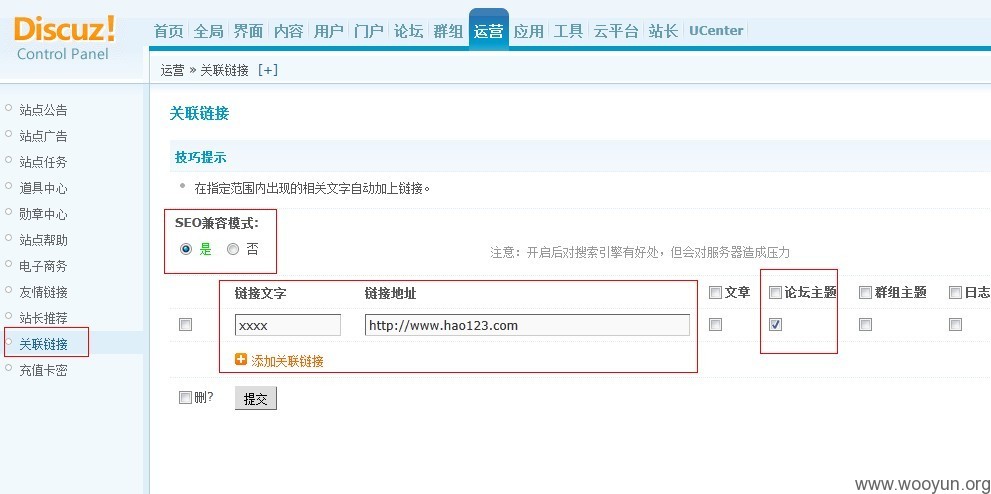 Discuz!
Control Panel
首页 全局 界面 内容 用户 门户 论坛 群组 运营 应用 工具 云平台 站长 UCenter
运营 » 关联链接 [+]
站点公告
站点广告
站点任务
道具中心
勋章中心
站点帮助
电子商务
友情链接
站长推荐
关联链接
充值卡密
关联链接
技巧提示
在指定范围内出现的相关文字自动加上链接。
SEO兼容模式:
是 否
注意：开启后对搜索引擎有好处，但会对服务器造成压力
链接文字 链接地址 文章 论坛主题 群组主题 日志
xxxx http://www.hao123.com
添加关联链接
删? 提交
www.wooyun.org